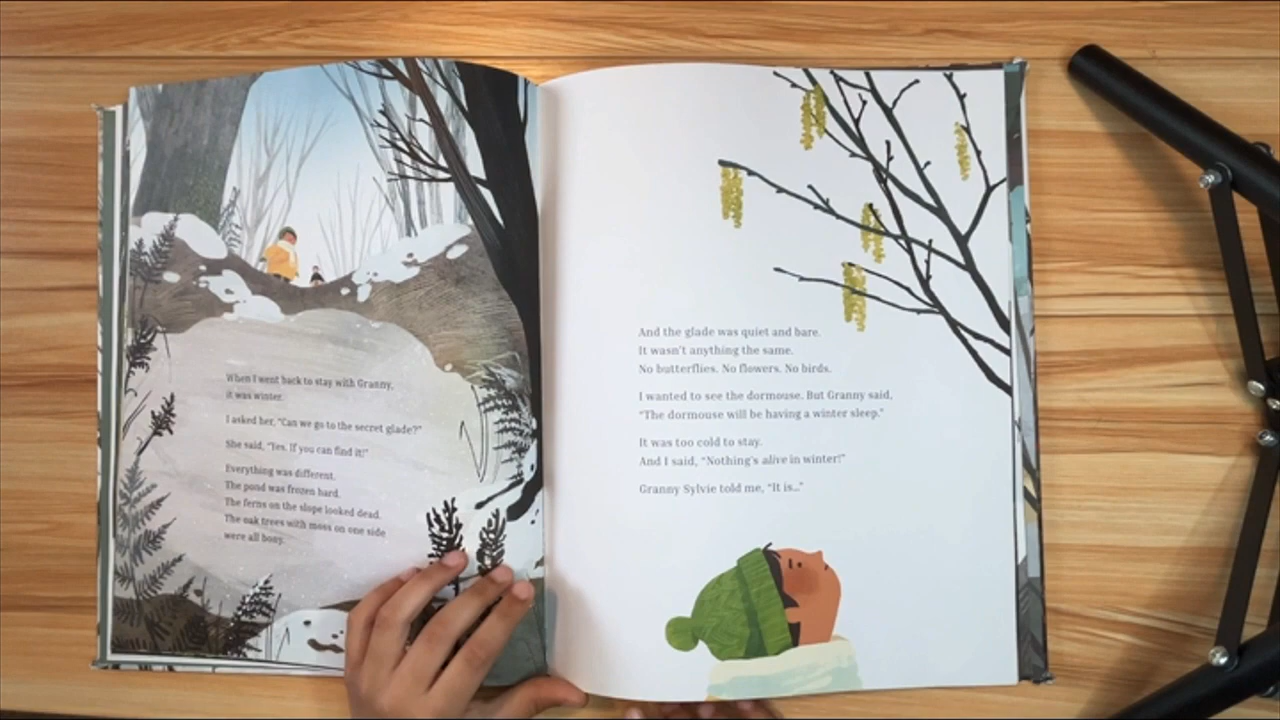 When I went back to stay with Granny,
it was winter.
I asked her, “Can we go to the secret glade?”
She said, “Yes. If you can find it!”
Everything was different.
The pond was frozen hard.
The ferns on the slope looked dead.
The oak trees with moss on one side
were all bony.
And the glade was quiet and bare.
It wasn’t anything the same.
No butterflies. No flowers. No birds.
I wanted to see the dormouse. But Granny said,
“The dormouse will be having a winter sleep.”
It was too cold to stay.
And I said, “Nothing’s alive in winter!”
Granny Sylvie told me, “It is...”